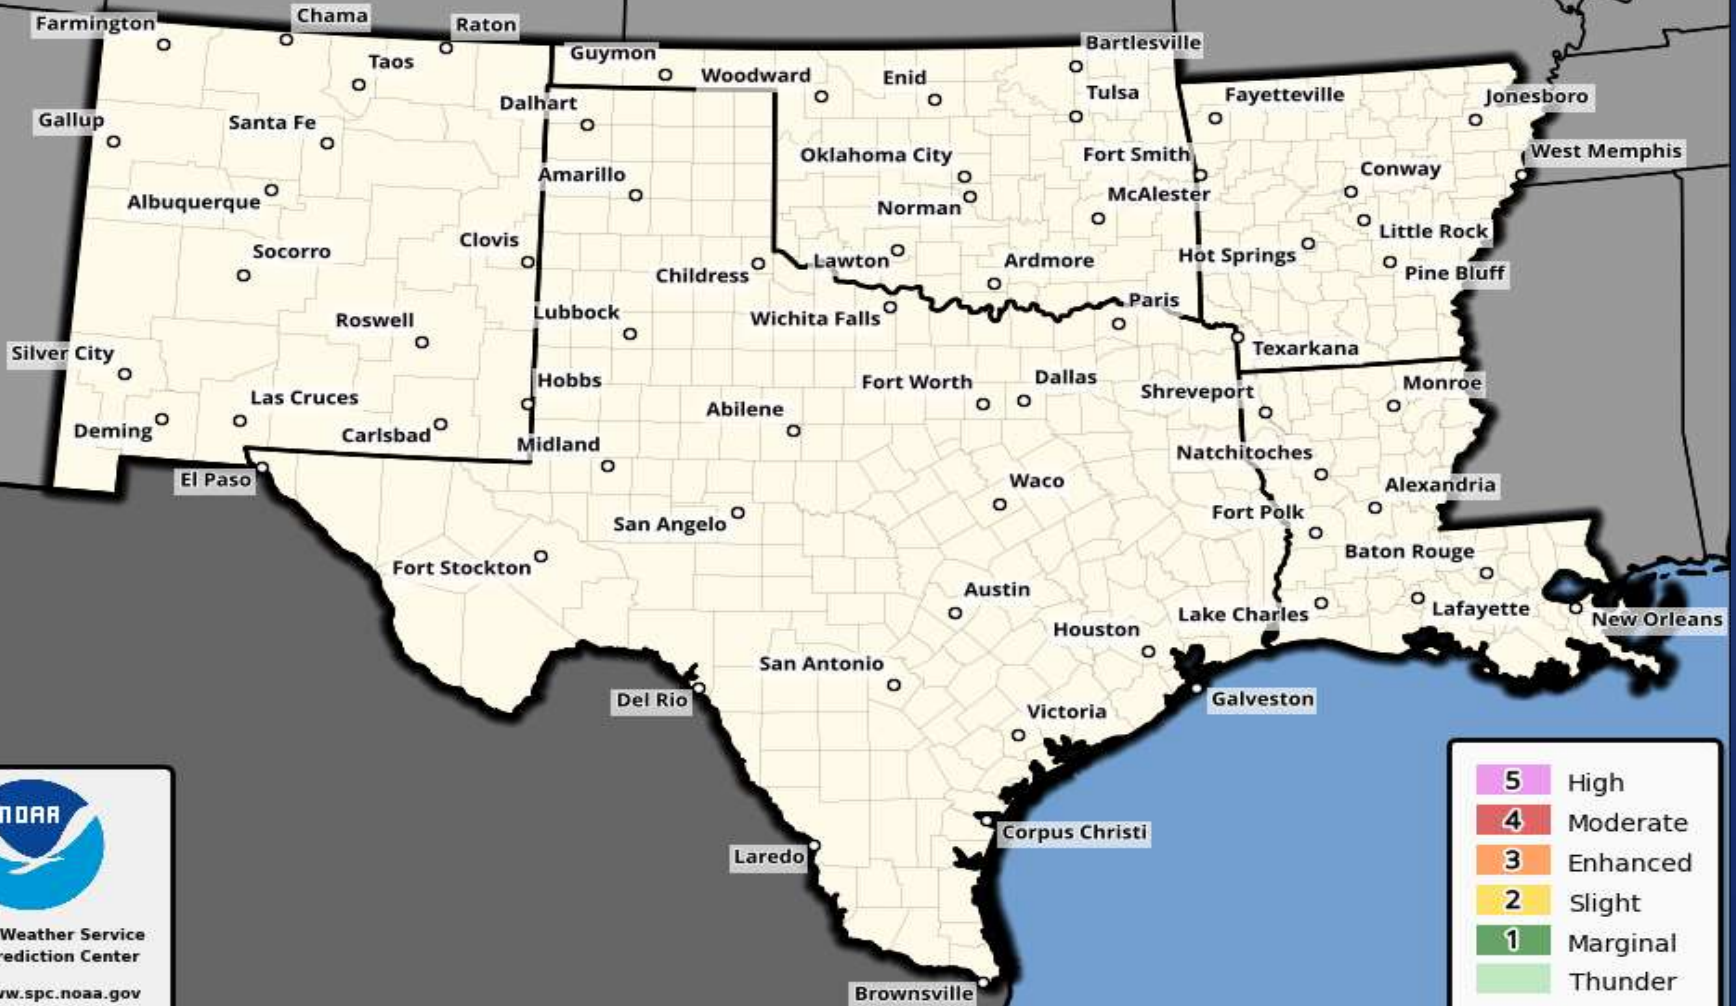 Farmington
Chama
Raton
Taos
Guymon
Woodward
Enid
Bartlesville
Tulsa
Fayetteville
Jonesboro
Dalhart
Gallup
Santa Fe
Oklahoma City
Fort Smith
West Memphis
Amarillo
Conway
Albuquerque
Norman
McAlester
Little Rock
Socorro
Clovis
Childress
Lawton
Ardmore
Hot Springs
Pine Bluff
Roswell
Lubbock
Wichita Falls
Paris
Texarkana
Silver City
Hobbs
Fort Worth
Dallas
Shreveport
Monroe
Las Cruces
Abilene
Deming
Carlsbad
Midland
Natchitoches
El Paso
Waco
Alexandria
San Angelo
Fort Polk
Fort Stockton
Baton Rouge
Austin
Lake Charles
Lafayette
New Orleans
Houston
San Antonio
Del Rio
Galveston
Victoria
Corpus Christi
Laredo
Brownsville
NOAA
Weather Service
rediction Center
w.spc.noaa.gov
5 High
4 Moderate
3 Enhanced
2 Slight
1 Marginal
Thunder